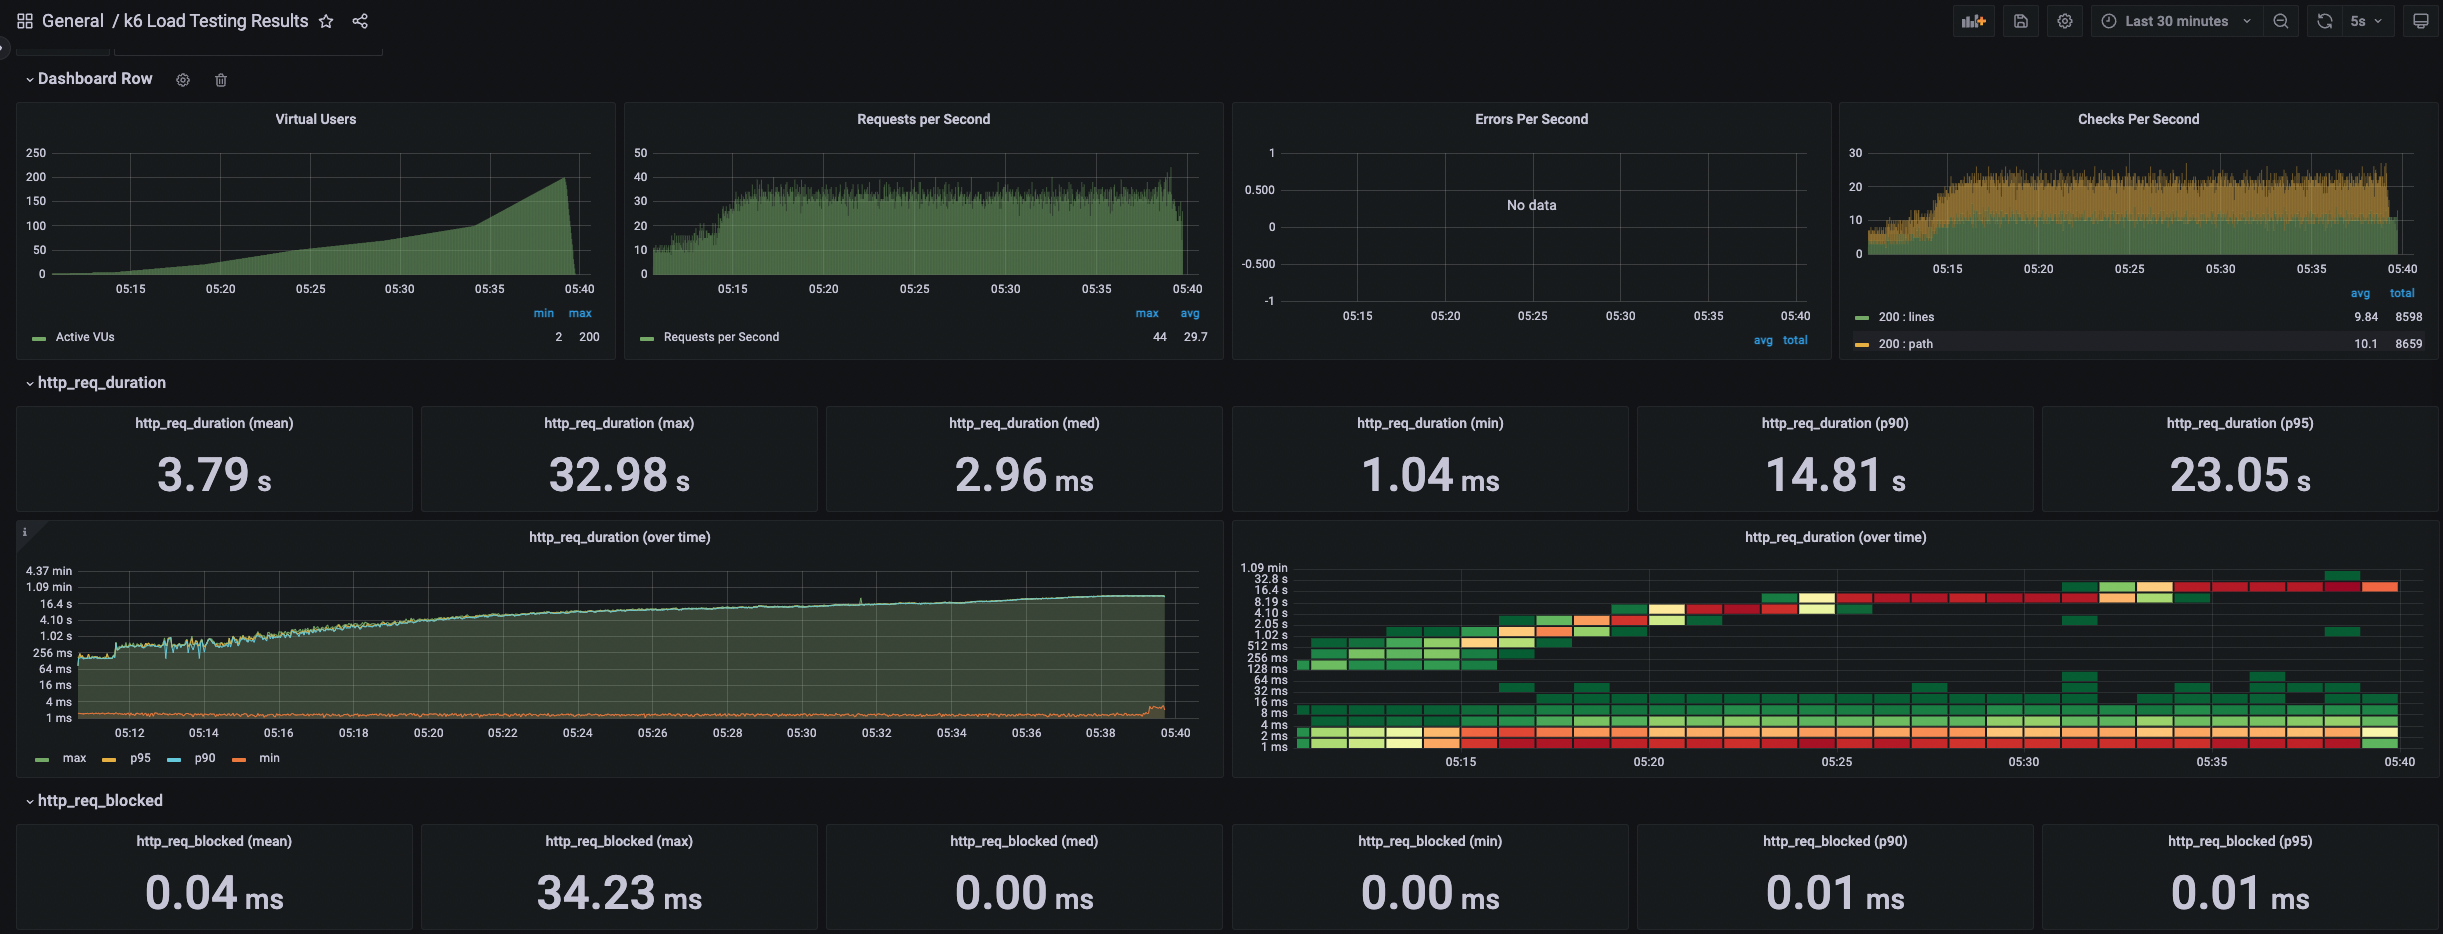 General / k6 Load Testing Results
Last 30 minutes
5s
Dashboard Row
Virtual Users
250
200
150
100
50
0
05:15 05:20 05:25 05:30 05:35 05:40
min max
Active VUs 2 200
Requests per Second
50
40
30
20
10
0
05:15 05:20 05:25 05:30 05:35 05:40
max avg
Requests per Second 44 29.7
Errors Per Second
1
0.500
0
-0.500
-1
No data
05:15 05:20 05:25 05:30 05:35 05:40
avg total
Checks Per Second
30
20
10
0
05:15 05:20 05:25 05:30 05:35 05:40
avg total
200 : lines 9.84 8598
200 : path 10.1 8659
http_req_duration
http_req_duration (mean)
3.79 s
http_req_duration (max)
32.98 s
http_req_duration (med)
2.96 ms
http_req_duration (min)
1.04 ms
http_req_duration (p90)
14.81 s
http_req_duration (p95)
23.05 s
i
http_req_duration (over time)
4.37 min
1.09 min
16.4 s
4.10 s
1.02 s
256 ms
64 ms
16 ms
4 ms
1 ms
05:12 05:14 05:16 05:18 05:20 05:22 05:24 05:26 05:28 05:30 05:32 05:34 05:36 05:38 05:40
max p95 p90 min
http_req_duration (over time)
1.09 min
32.8 s
16.4 s
8.19 s
4.10 s
2.05 s
1.02 s
512 ms
256 ms
128 ms
64 ms
32 ms
16 ms
8 ms
4 ms
2 ms
1 ms
05:15 05:20 05:25 05:30 05:35 05:40
http_req_blocked
http_req_blocked (mean)
0.04 ms
http_req_blocked (max)
34.23 ms
http_req_blocked (med)
0.00 ms
http_req_blocked (min)
0.00 ms
http_req_blocked (p90)
0.01 ms
http_req_blocked (p95)
0.01 ms